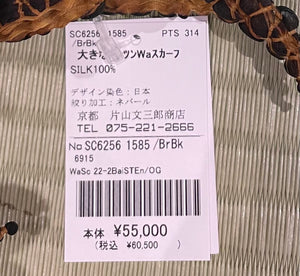 SC6256 1585 PTS 314
/BrBk
大きな ツンWaスカーフ
SILK100%
デザイン染色：日本
絞り加工：ネパール
京都 片山文三郎商店
TEL 075-221-2666
No SC6256 1585 /BrBk
6915
WaSc 22-2BalSTEn/OG
本体 ¥55,000
(税込 ¥60,500 )